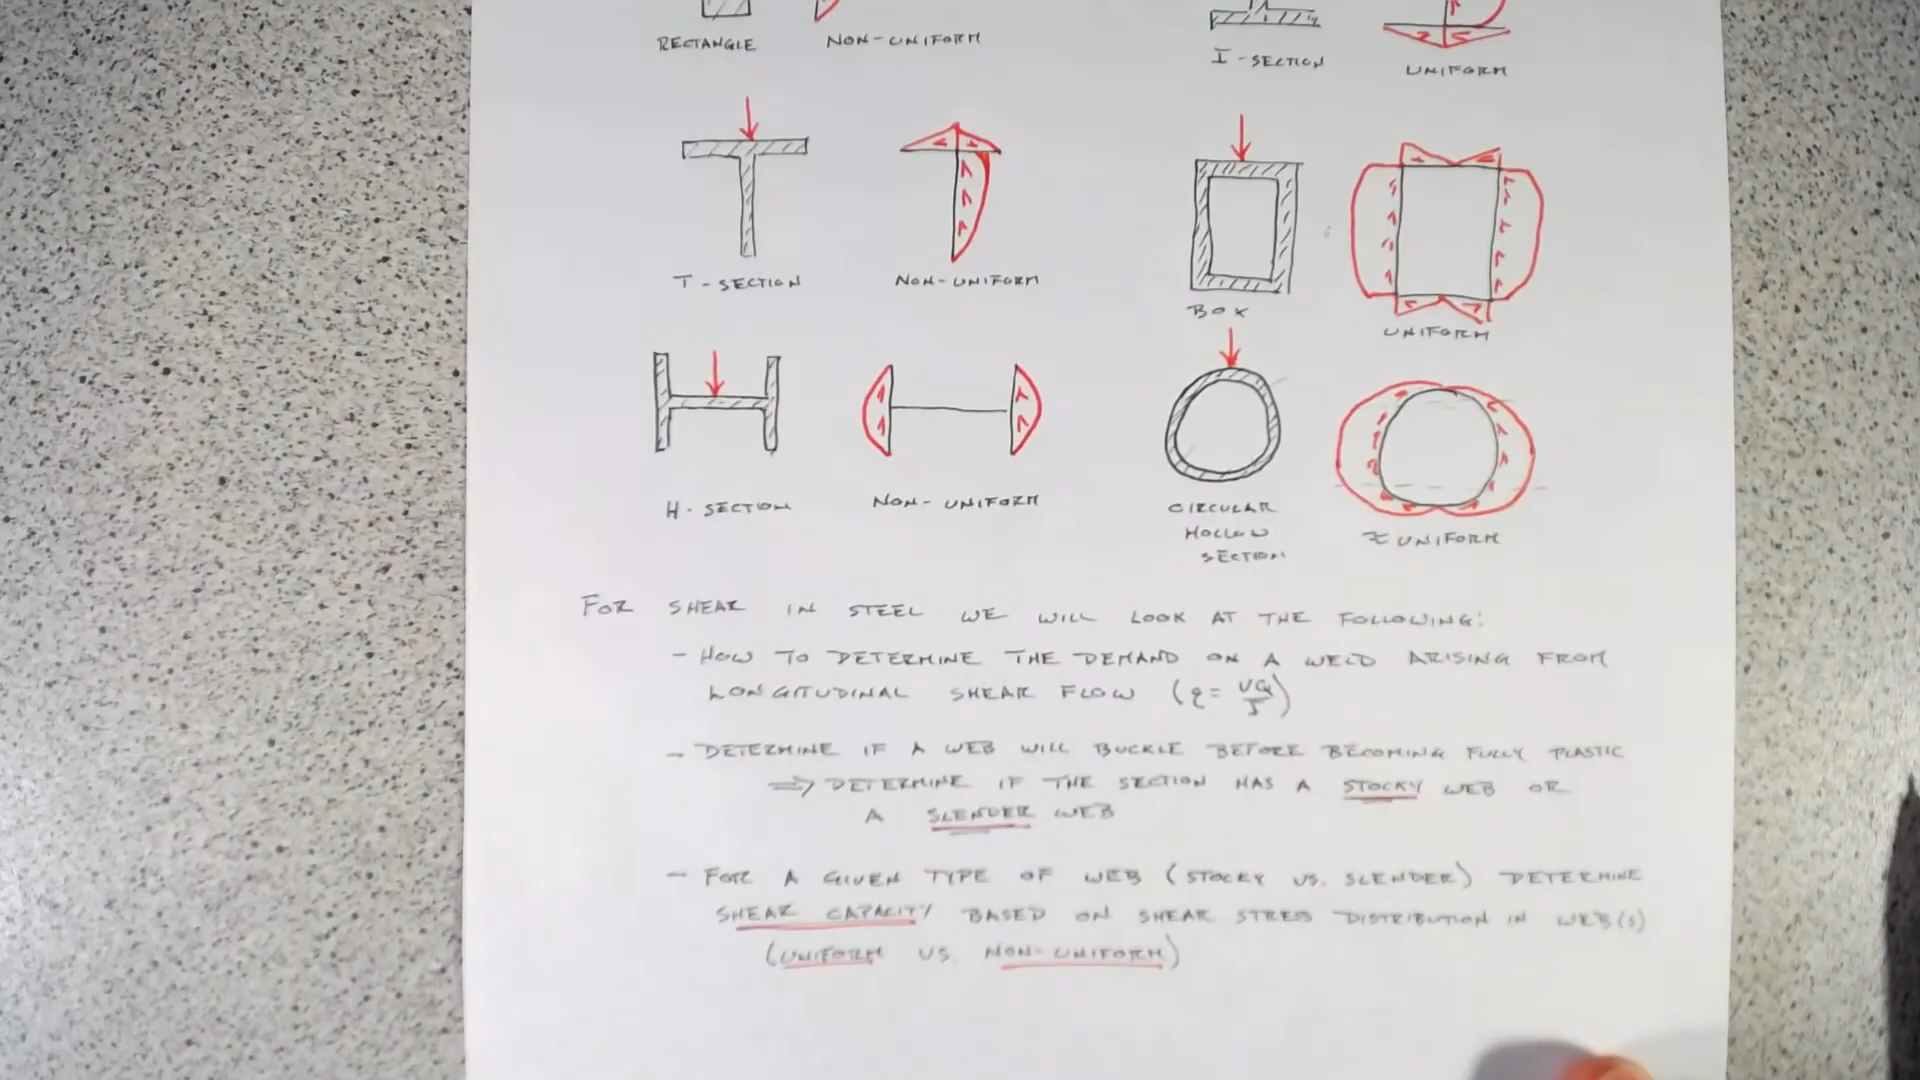 RECTANGLE
NON-UNIFORM
I-SECTION
UNIFORM
T-SECTION
NON-UNIFORM
BOX
UNIFORM
H-SECTION
NON-UNIFORM
CIRCULAR
HOLLOW
SECTION
≈ UNIFORM
FOR SHEAR IN STEEL WE WILL LOOK AT THE FOLLOWING:
- HOW TO DETERMINE THE DEMAND ON A WELD ARISING FROM
LONGITUDINAL SHEAR FLOW (q = VQ/I)
- DETERMINE IF A WEB WILL BUCKLE BEFORE BECOMING FULLY PLASTIC
⇒ DETERMINE IF THE SECTION HAS A STOCKY WEB OR
A SLENDER WEB
- FOR A GIVEN TYPE OF WEB (STOCKY VS. SLENDER) DETERMINE
SHEAR CAPACITY BASED ON SHEAR STRESS DISTRIBUTION IN WEB(S)
(UNIFORM VS. NON-UNIFORM)